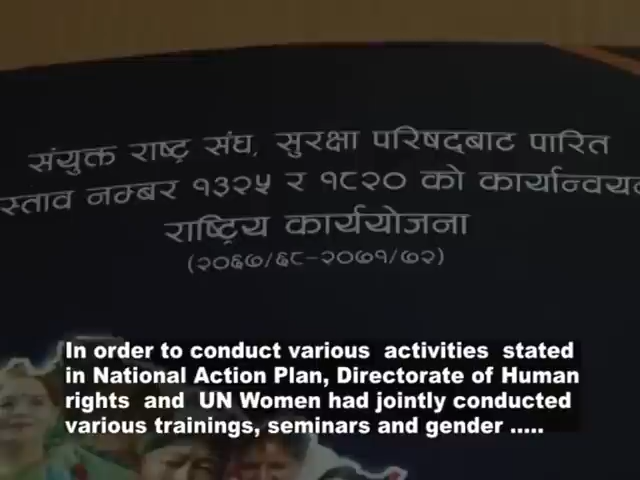 संयुक्त राष्ट्र संघ, सुरक्षा परिषद्बाट पारित
नम्बर १३२५ र १८२० को
राष्ट्रिय कार्ययोजना
(२०६७/६८-२०७१/७२)
In order to conduct various activities stated
in National Action Plan, Directorate of Human
rights and UN Women had jointly conducted
various trainings, seminars and gender .....